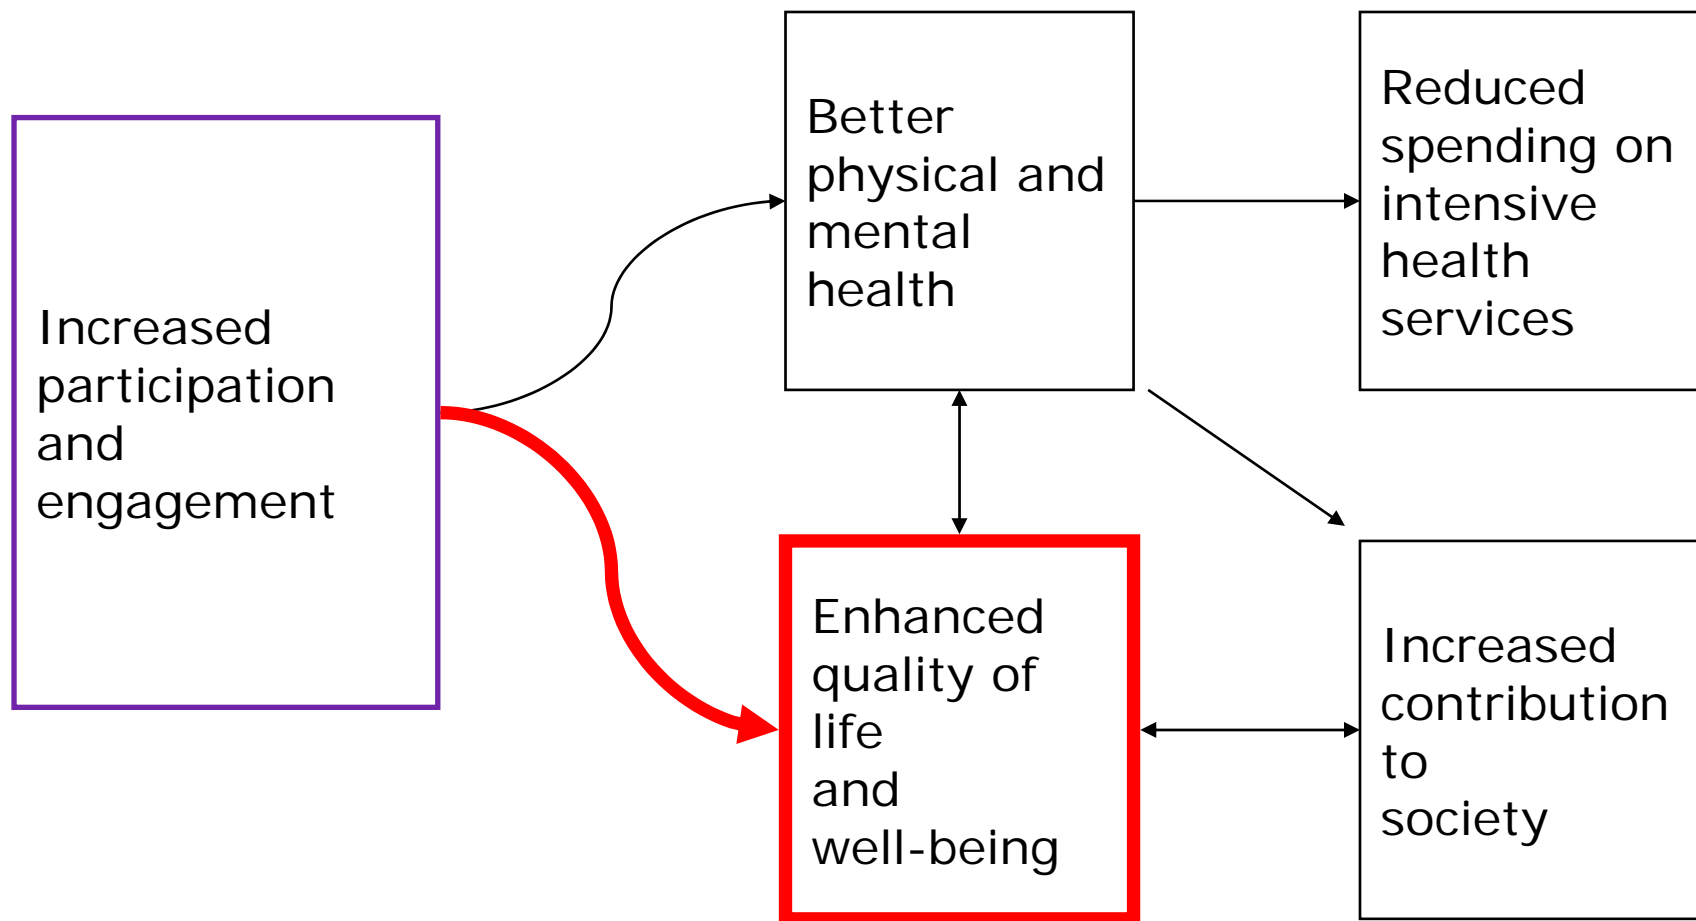 Increased
participation
and
engagement
Better
physical and
mental
health
Reduced
spending on
intensive
health
services
Enhanced
quality of
life
and
well-being
Increased
contribution
to
society